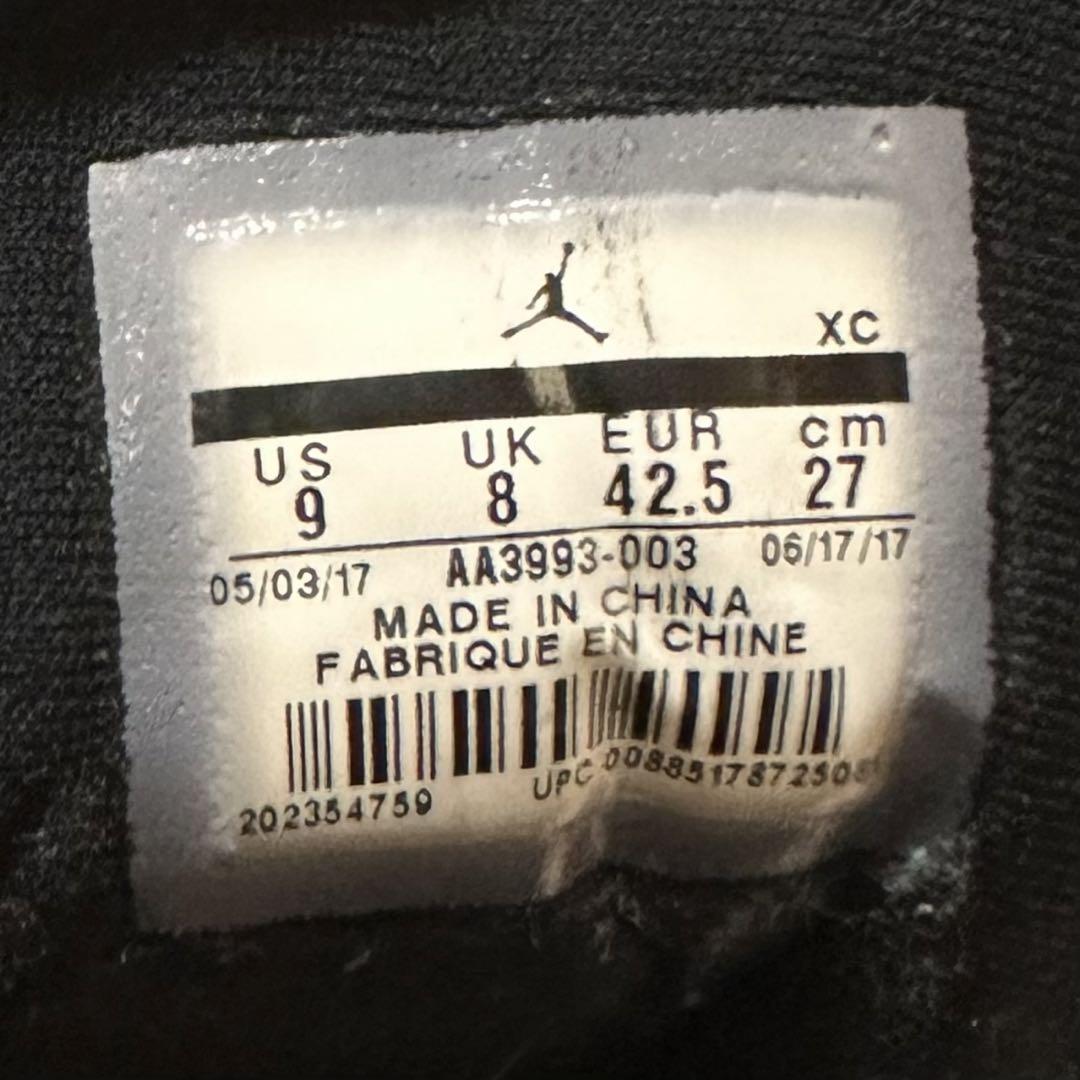 XC
US UK EUR cm
9 8 42.5 27
05/03/17 AA3993-003 06/17/17
MADE IN CHINA
FABRIQUE EN CHINE
202354759 UPC